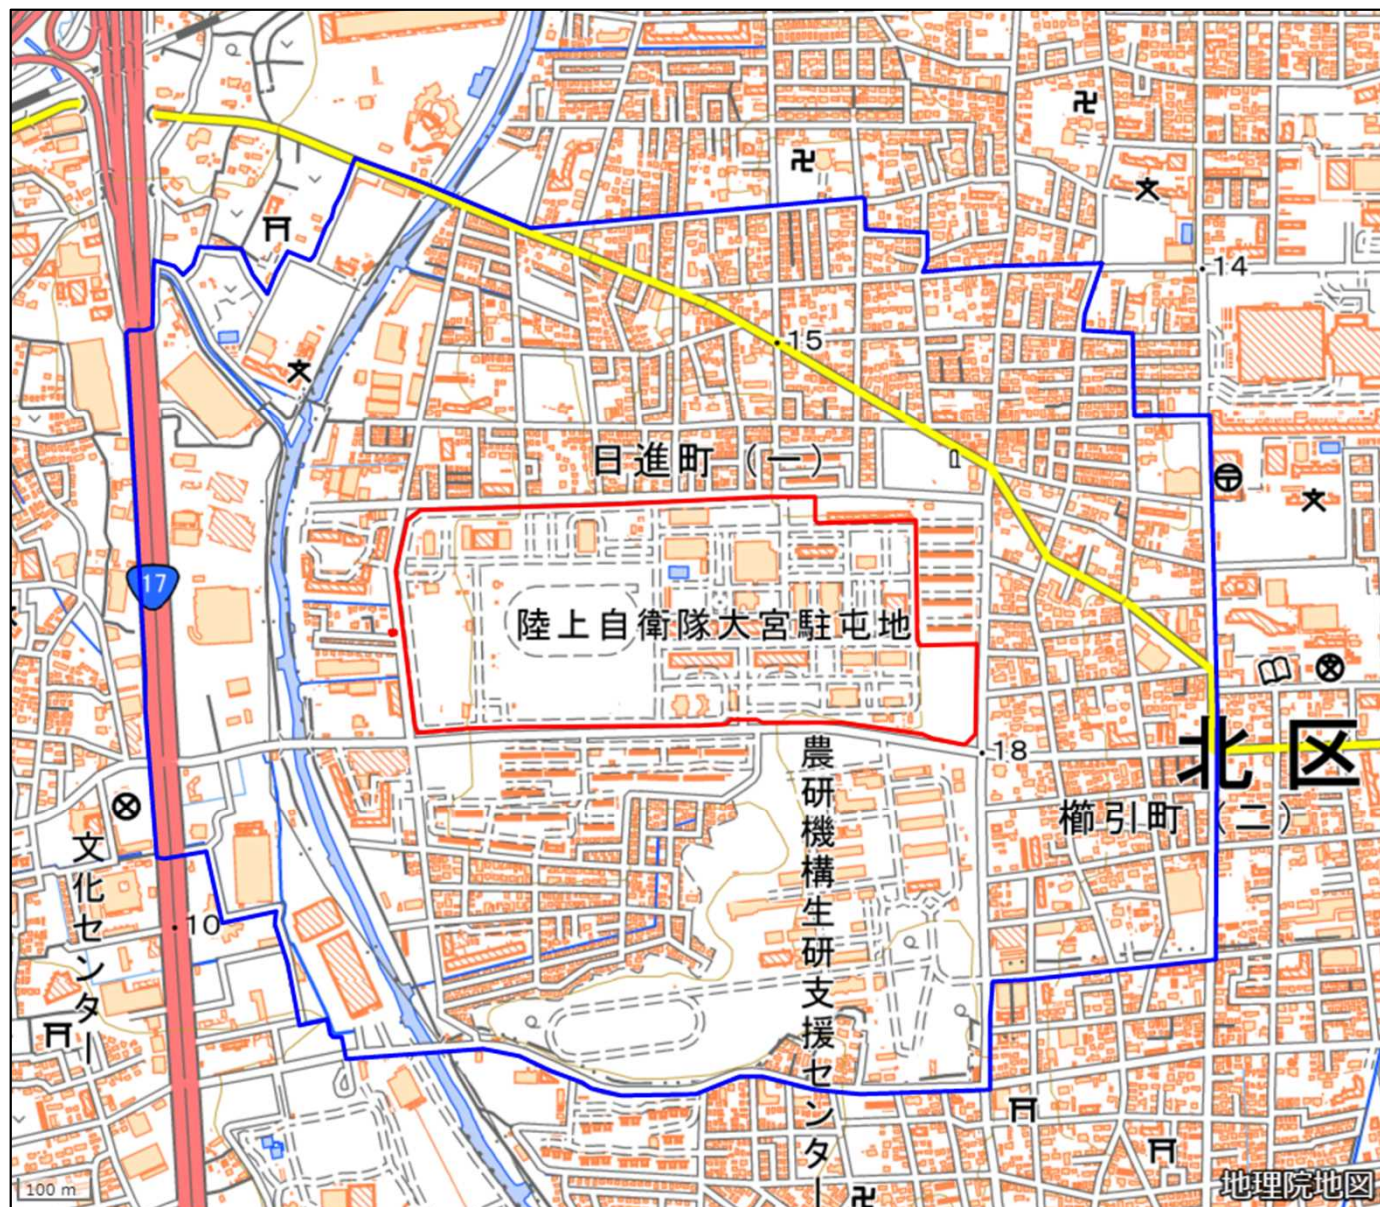 14
15
日進町（一）
17
陸上自衛隊大宮駐屯地
18
北区
櫛引町（二）
農研機構生研支援センター
文化センター
10
100 m
地理院地図